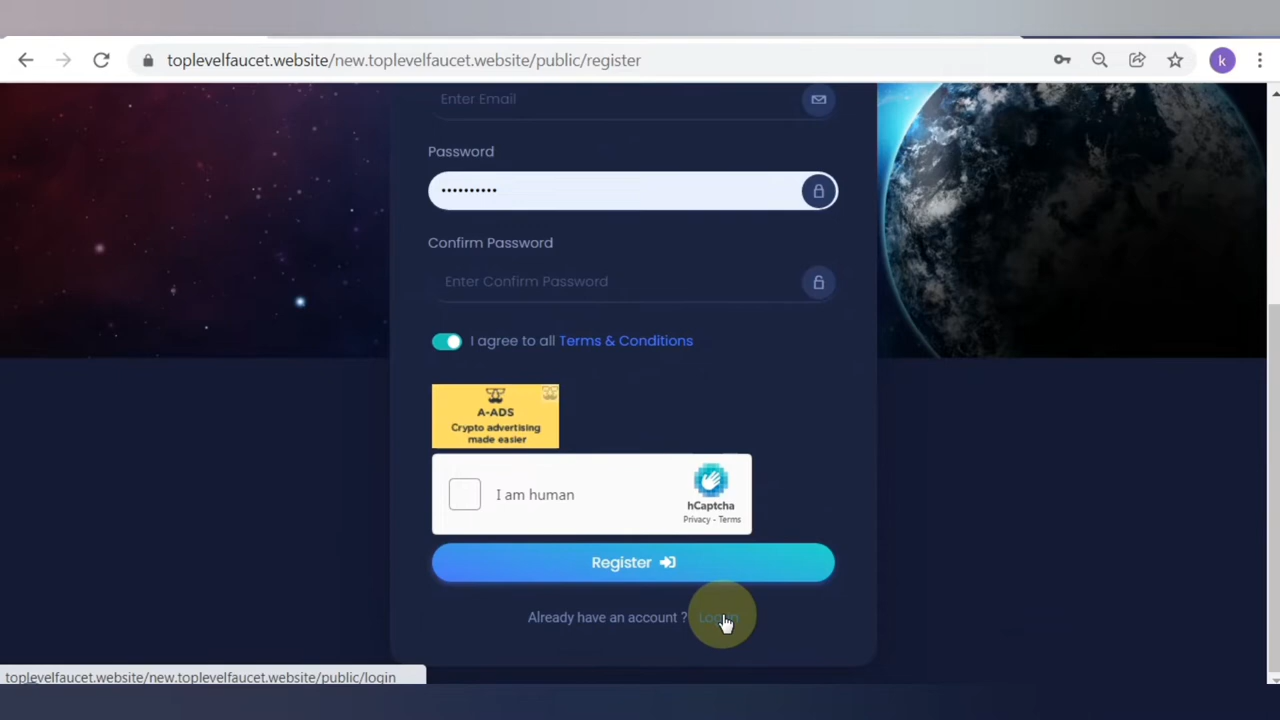 toplevelfaucet.website/new.toplevelfaucet.website/public/register
k
Enter Email
Password
••••••••••
Confirm Password
Enter Confirm Password
I agree to all Terms & Conditions
A-ADS
Crypto advertising
made easier
I am human
hCaptcha
Privacy - Terms
Register
Already have an account ? Log in
toplevelfaucet.website/new.toplevelfaucet.website/public/login